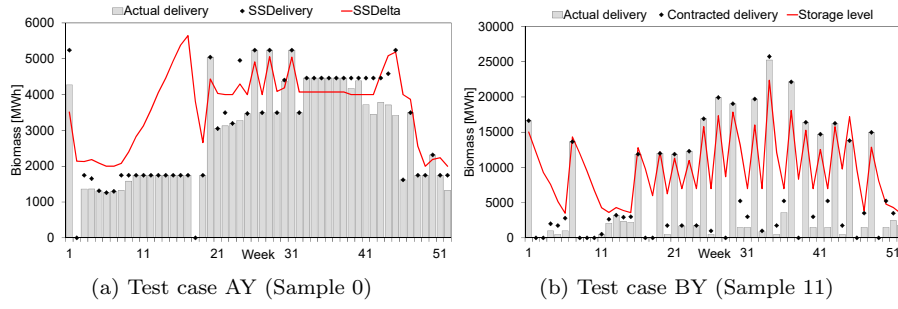 Actual delivery SSDelivery SSDelta
6000
5000
4000
3000
2000
1000
0
Biomass [MWh]
1 11 21 31 41 51
Week
(a) Test case AY (Sample 0)
Actual delivery Contracted delivery Storage level
30000
25000
20000
15000
10000
5000
0
Biomass [MWh]
1 11 21 31 41 51
Week
(b) Test case BY (Sample 11)